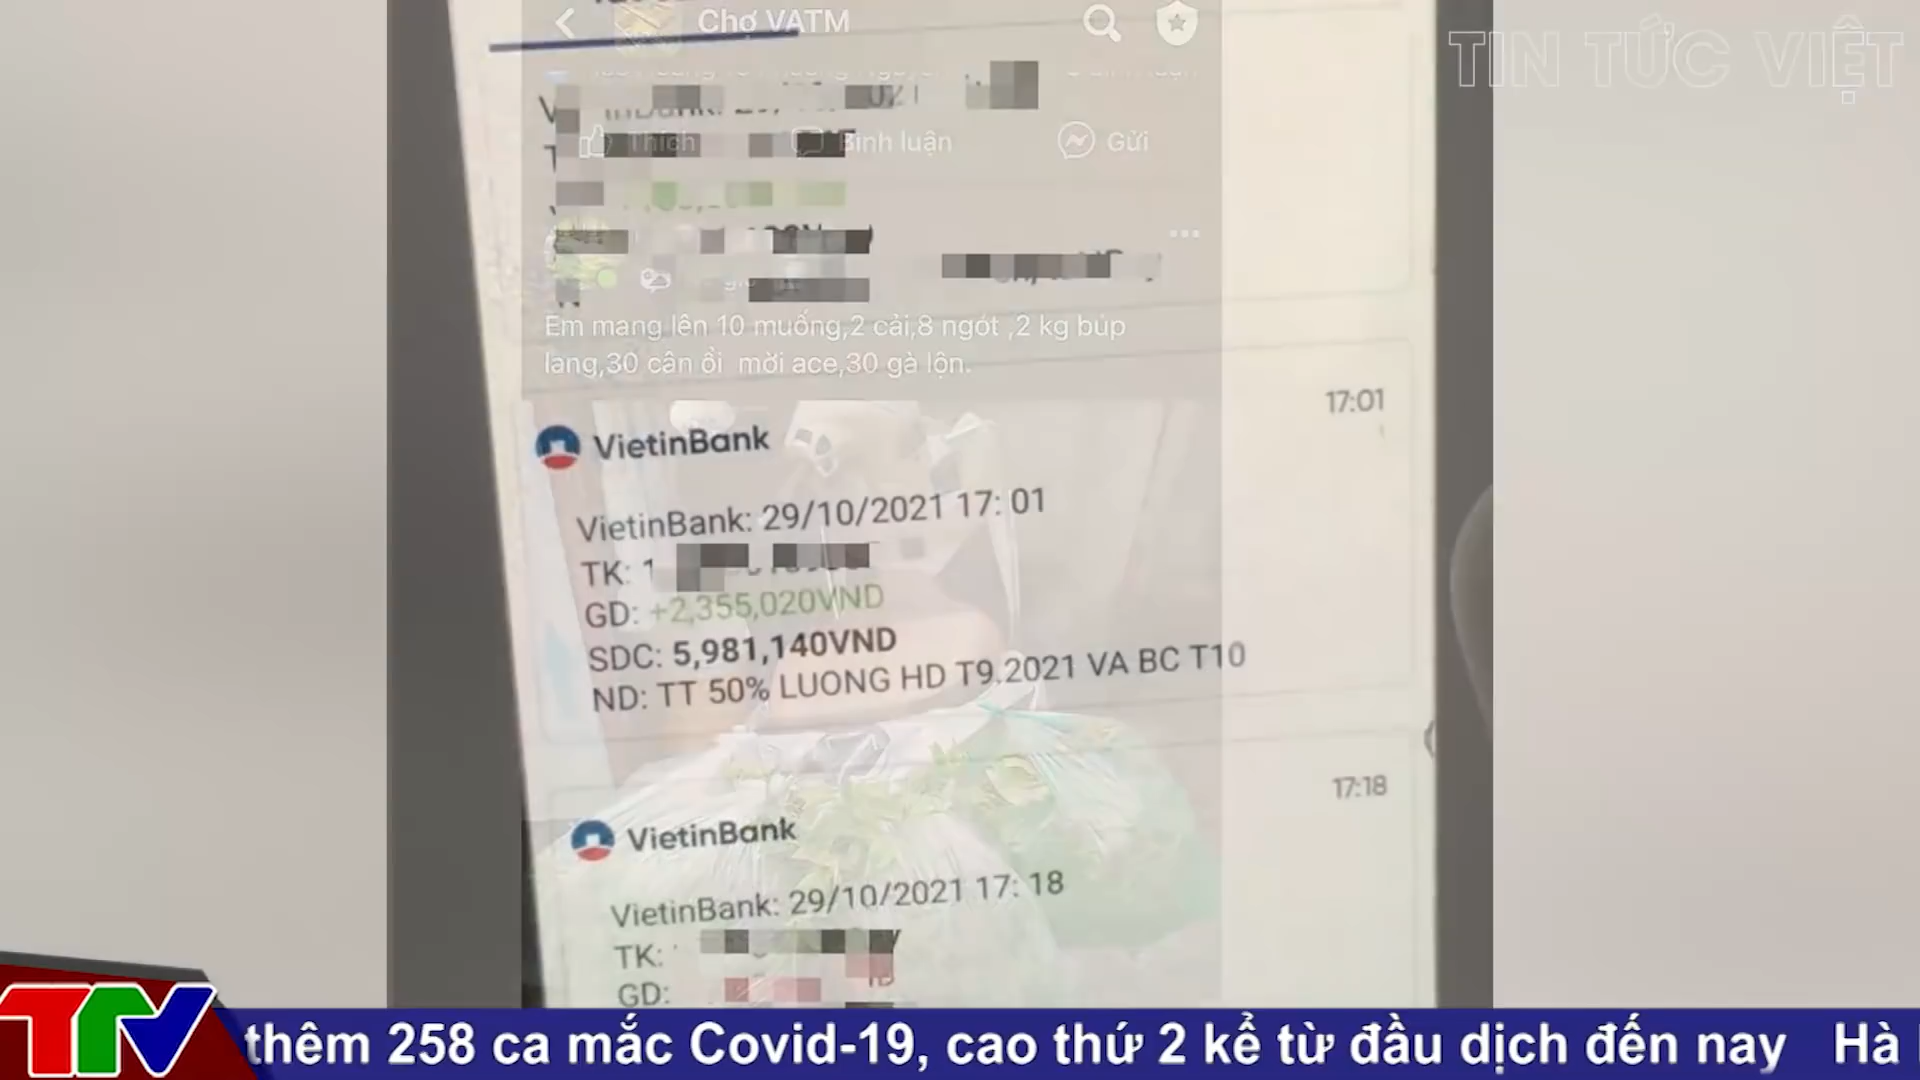 Chợ VATM
TIN TỨC VIỆT
Thích
Bình luận
Gửi
Em mang lên 10 muống,2 cải,8 ngót ,2 kg búp
lang,30 cân ồi mời ace,30 gà lộn.
17:01
VietinBank
VietinBank: 29/10/2021 17: 01
TK: 1
GD: +2,355,020VND
SDC: 5,981,140VND
ND: TT 50% LUONG HD T9.2021 VA BC T10
17:18
VietinBank
VietinBank: 29/10/2021 17: 18
TK:
GD:
TTV
thêm 258 ca mắc Covid-19, cao thứ 2 kể từ đầu dịch đến nay Hà